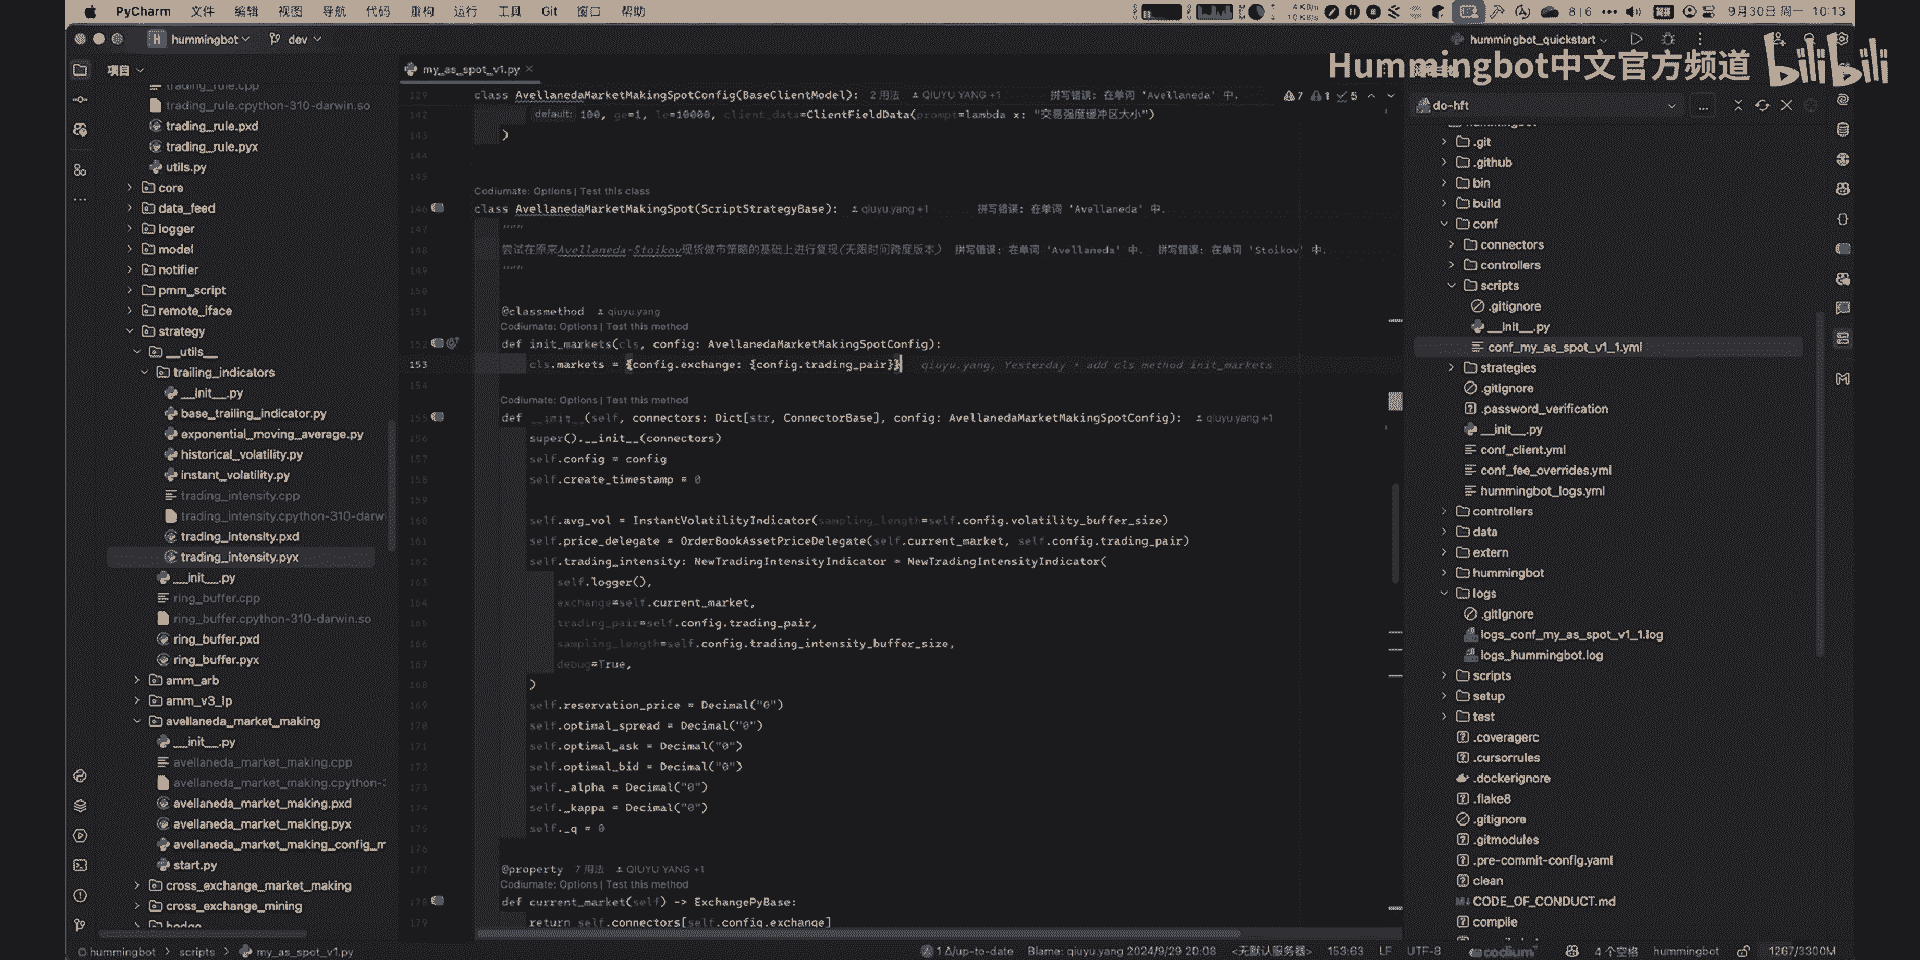 PyCharm 文件 编辑 视图 导航 代码 重构 运行 工具 Git 窗口 帮助
9月30日 周一 10:13
H hummingbot dev
hummingbot_quickstart
Hummingbot中文官方频道 bilibili
项目
trading_rule.cpp
trading_rule.cpython-310-darwin.so
trading_rule.pxd
trading_rule.pyx
utils.py
core
data_feed
logger
model
notifier
pmm_script
remote_iface
strategy
__utils__
trailing_indicators
__init__.py
base_trailing_indicator.py
exponential_moving_average.py
historical_volatility.py
instant_volatility.py
trading_intensity.cpp
trading_intensity.cpython-310-darw
trading_intensity.pxd
trading_intensity.pyx
__init__.py
ring_buffer.cpp
ring_buffer.cpython-310-darwin.so
ring_buffer.pxd
ring_buffer.pyx
amm_arb
amm_v3_lp
avellaneda_market_making
__init__.py
avellaneda_market_making.cpp
avellaneda_market_making.cpython-3
avellaneda_market_making.pxd
avellaneda_market_making.pyx
avellaneda_market_making_config_m
start.py
cross_exchange_market_making
cross_exchange_mining
hedge
my_as_spot_v1.py
129 class AvellanedaMarketMakingSpotConfig(BaseClientModel): 2 用法 QIUYU YANG +1 拼写错误: 在单词 'Avellaneda' 中. 7 1 5
142 default: 100, ge=1, le=10000, client_data=ClientFieldData(prompt=lambda x: "交易强度缓冲区大小")
143 )
144
145
Codiumate: Options | Test this class
146 class AvellanedaMarketMakingSpot(ScriptStrategyBase): qiuyu.yang +1 拼写错误: 在单词 'Avellaneda' 中.
147 """
148 尝试在原来Avellaneda-Stoikov现货做市策略的基础上进行复现(无限时间跨度版本) 拼写错误: 在单词 'Avellaneda' 中. 拼写错误: 在单词 'Stoikov' 中.
149 """
150
151 @classmethod qiuyu.yang
Codiumate: Options | Test this method
152 def init_markets(cls, config: AvellanedaMarketMakingSpotConfig):
153 cls.markets = {config.exchange: {config.trading_pair}} qiuyu.yang, Yesterday • add cls method init_markets
154
Codiumate: Options | Test this method
155 def __init__(self, connectors: Dict[str, ConnectorBase], config: AvellanedaMarketMakingSpotConfig): qiuyu.yang +1
156 super().__init__(connectors)
157 self.config = config
158 self.create_timestamp = 0
159
160 self.avg_vol = InstantVolatilityIndicator(sampling_length=self.config.volatility_buffer_size)
161 self.price_delegate = OrderBookAssetPriceDelegate(self.current_market, self.config.trading_pair)
162 self.trading_intensity: NewTradingIntensityIndicator = NewTradingIntensityIndicator(
163 self.logger(),
164 exchange=self.current_market,
165 trading_pair=self.config.trading_pair,
166 sampling_length=self.config.trading_intensity_buffer_size,
167 debug=True,
168 )
169 self.reservation_price = Decimal("0")
170 self.optimal_spread = Decimal("0")
171 self.optimal_ask = Decimal("0")
172 self.optimal_bid = Decimal("0")
173 self._alpha = Decimal("0")
174 self._kappa = Decimal("0")
175 self._q = 0
176
177 @property 7 用法 QIUYU YANG +1
Codiumate: Options | Test this method
178 def current_market(self) -> ExchangePyBase:
179 return self.connectors[self.config.exchange]
do-hft
hummingbot
.git
.github
bin
build
conf
connectors
controllers
scripts
.gitignore
__init__.py
conf_my_as_spot_v1_1.yml
strategies
.gitignore
.password_verification
__init__.py
conf_client.yml
conf_fee_overrides.yml
hummingbot_logs.yml
controllers
data
extern
hummingbot
logs
.gitignore
logs_conf_my_as_spot_v1_1.log
logs_hummingbot.log
scripts
setup
test
.coveragerc
.cursorrules
.dockerignore
.flake8
.gitignore
.gitmodules
.pre-commit-config.yaml
clean
CODE_OF_CONDUCT.md
compile
hummingbot > scripts > my_as_spot_v1.py
1 Δ/up-to-date Blame: qiuyu.yang 2024/9/29 20:08 <无默认服务器> 153:63 LF UTF-8 codium 4 个空格 hummingbot 1267/3300M